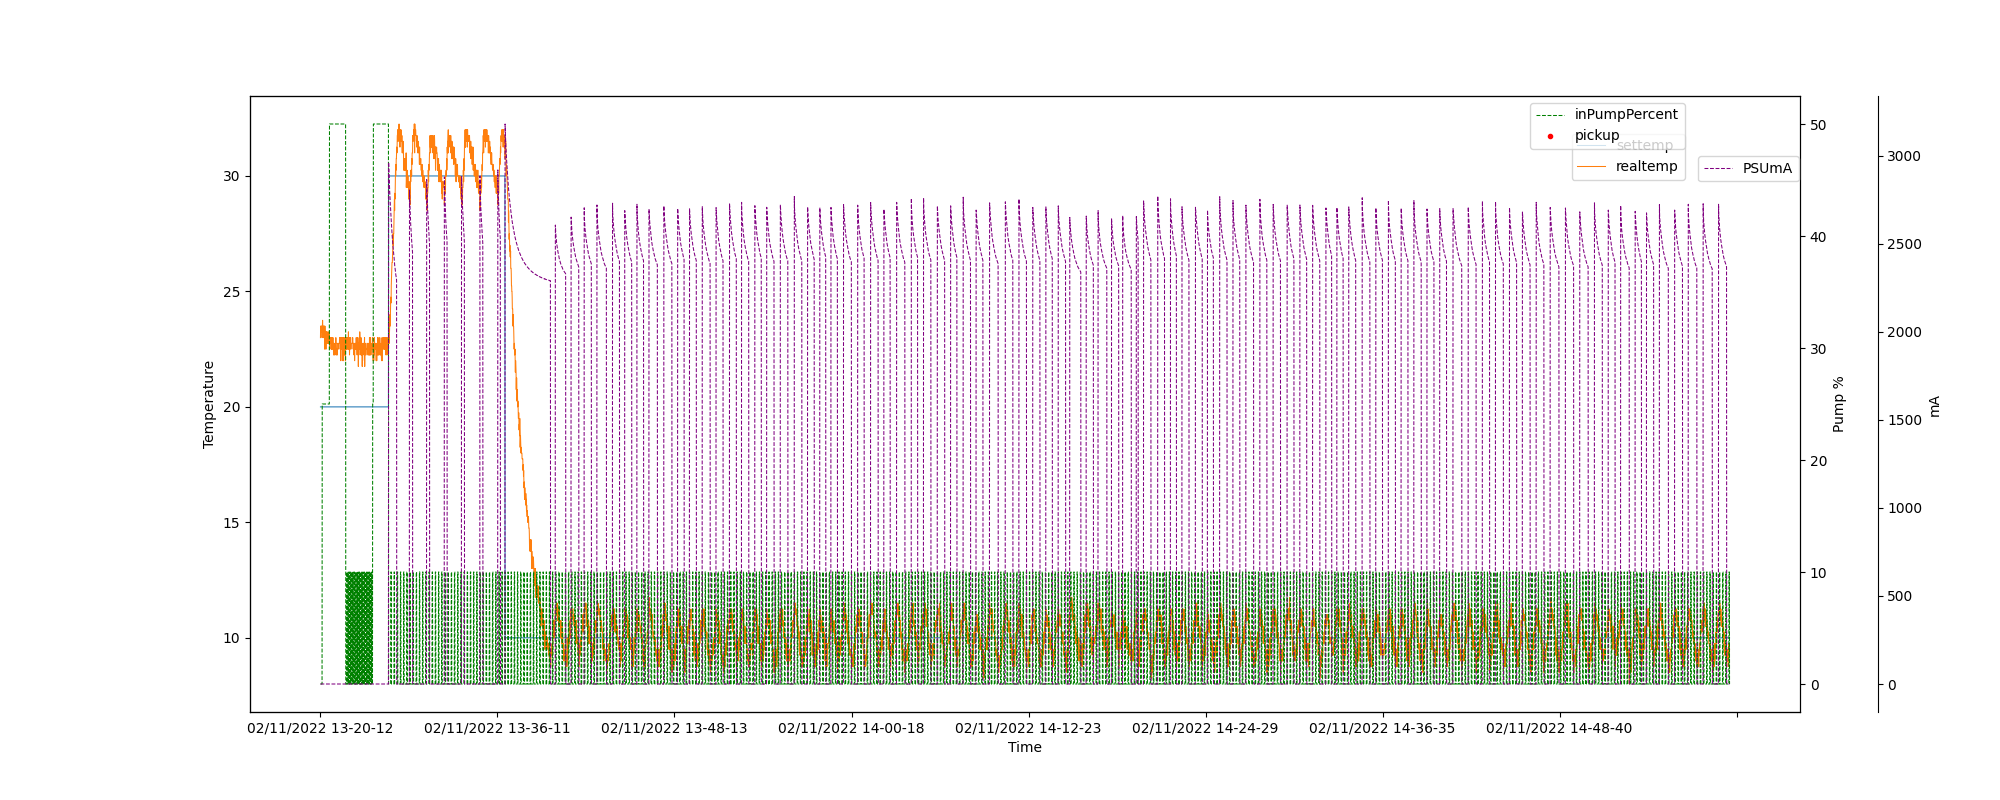 inPumpPercent
pickup
settemp
realtemp
PSUmA
30
25
20
15
10
Temperature
50
40
30
20
10
0
Pump %
3000
2500
2000
1500
1000
500
0
mA
02/11/2022 13-20-12
02/11/2022 13-36-11
02/11/2022 13-48-13
02/11/2022 14-00-18
02/11/2022 14-12-23
02/11/2022 14-24-29
02/11/2022 14-36-35
02/11/2022 14-48-40
Time